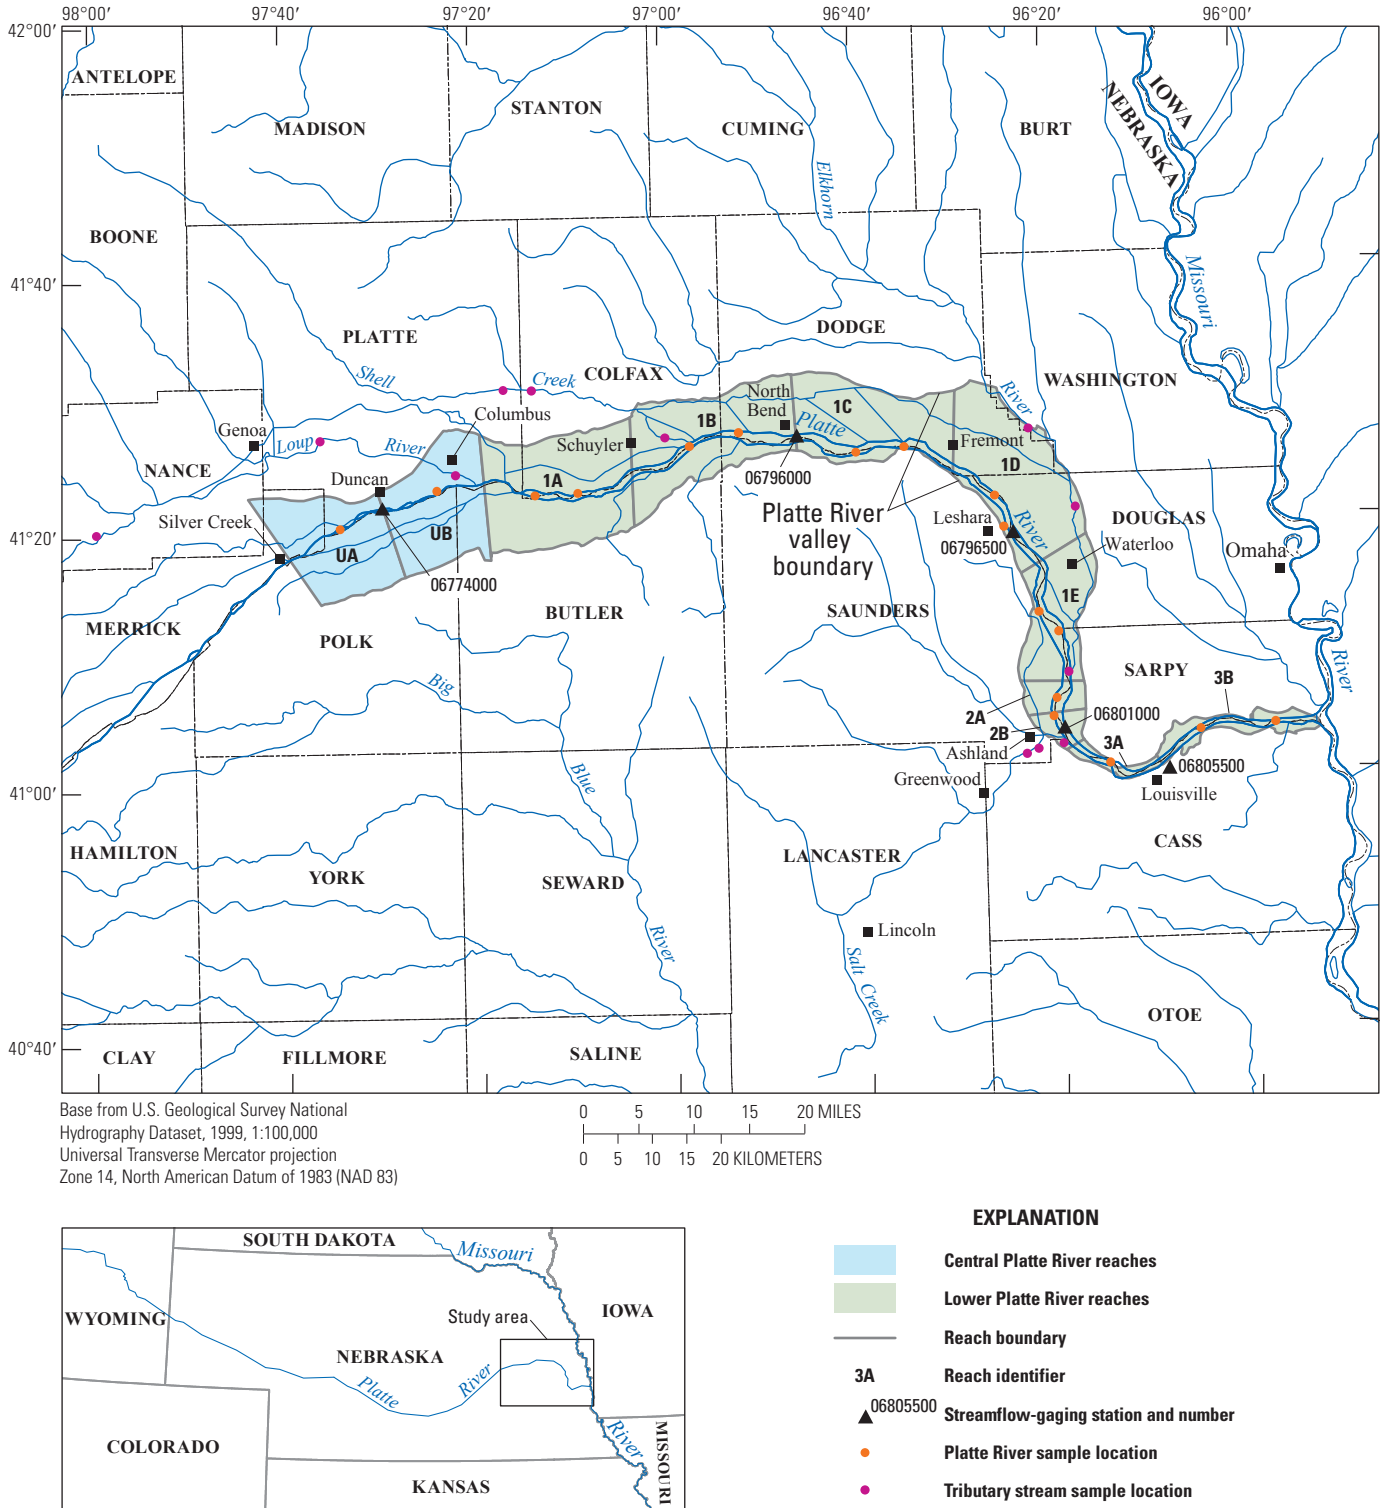 98°00′ 97°40′ 97°20′ 97°00′ 96°40′ 96°20′ 96°00′
42°00′
ANTELOPE
MADISON
STANTON
CUMING
BURT
IOWA
NEBRASKA
Elkhorn
BOONE
Missouri
41°40′
PLATTE
DODGE
Shell
Creek
COLFAX
WASHINGTON
River
North
Bend
1C
Columbus
Genoa
Loup
River
Schuyler
1B
Platte
Fremont
NANCE
1A
1D
06796000
Duncan
Silver Creek
UA
UB
Platte River
valley
boundary
Leshara
06796500
River
DOUGLAS
Waterloo
Omaha
41°20′
06774000
1E
MERRICK
POLK
BUTLER
SAUNDERS
SARPY
River
3B
Big
2A
2B
06801000
Ashland
3A
06805500
Greenwood
Louisville
41°00′
Blue
HAMILTON
YORK
SEWARD
LANCASTER
CASS
River
Lincoln
Salt Creek
OTOE
40°40′
CLAY
FILLMORE
SALINE
Base from U.S. Geological Survey National
Hydrography Dataset, 1999, 1:100,000
Universal Transverse Mercator projection
Zone 14, North American Datum of 1983 (NAD 83)
0 5 10 15 20 MILES
0 5 10 15 20 KILOMETERS
SOUTH DAKOTA
Missouri
WYOMING
Study area
IOWA
NEBRASKA
Platte
River
COLORADO
KANSAS
River
MISSOURI
EXPLANATION
Central Platte River reaches
Lower Platte River reaches
Reach boundary
3A Reach identifier
06805500 Streamflow-gaging station and number
Platte River sample location
Tributary stream sample location